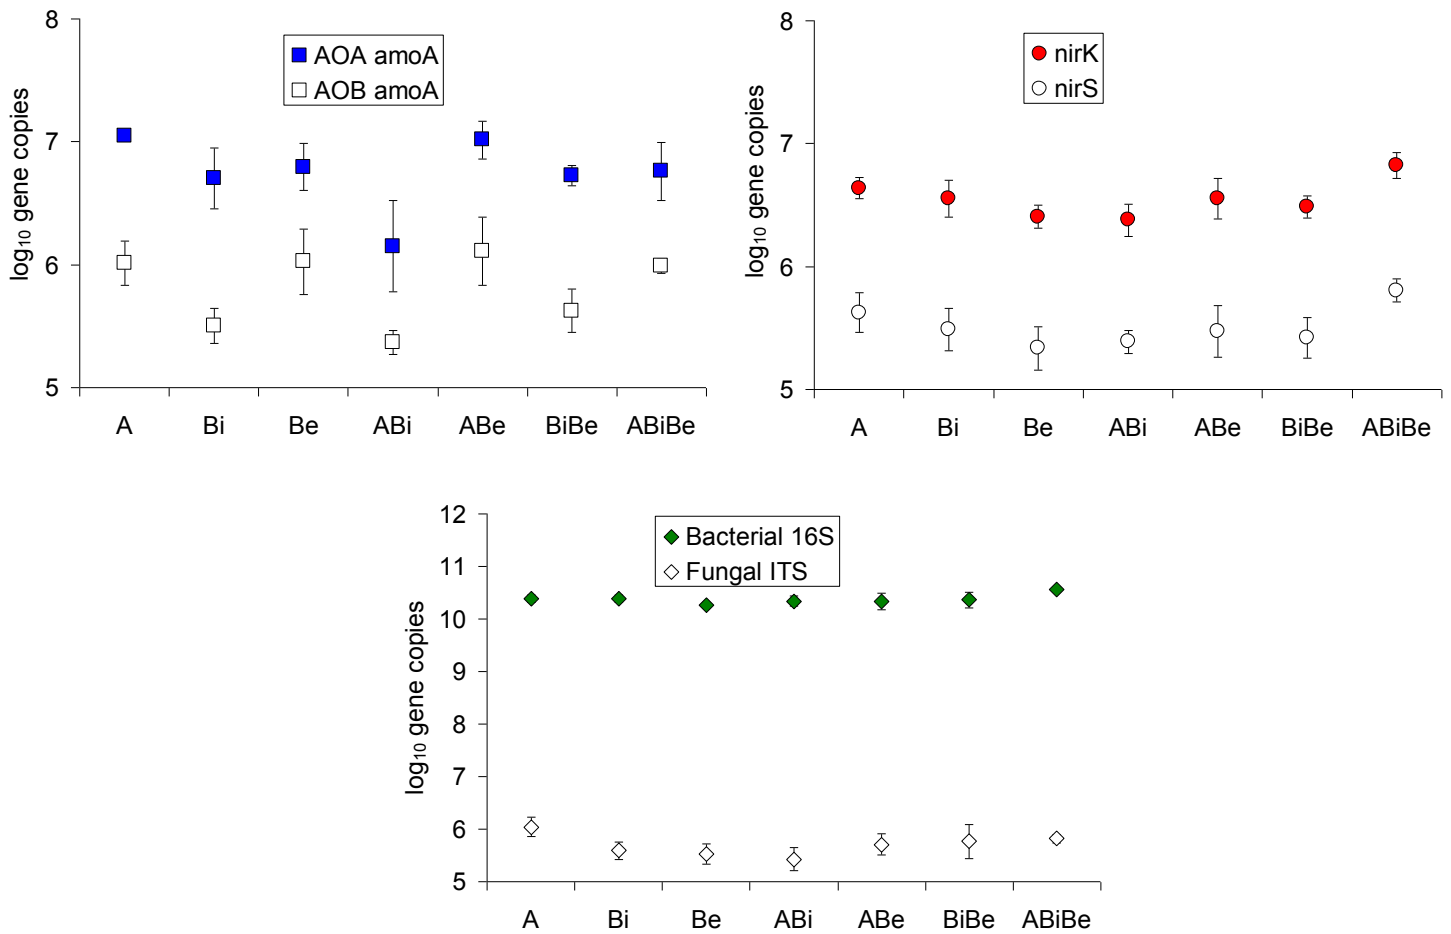 8
7
6
5
log₁₀ gene copies
AOA amoA
AOB amoA
A Bi Be ABi ABe BiBe ABiBe
8
7
6
5
log₁₀ gene copies
nirK
nirS
A Bi Be ABi ABe BiBe ABiBe
12
11
10
9
8
7
6
5
log₁₀ gene copies
Bacterial 16S
Fungal ITS
A Bi Be ABi ABe BiBe ABiBe